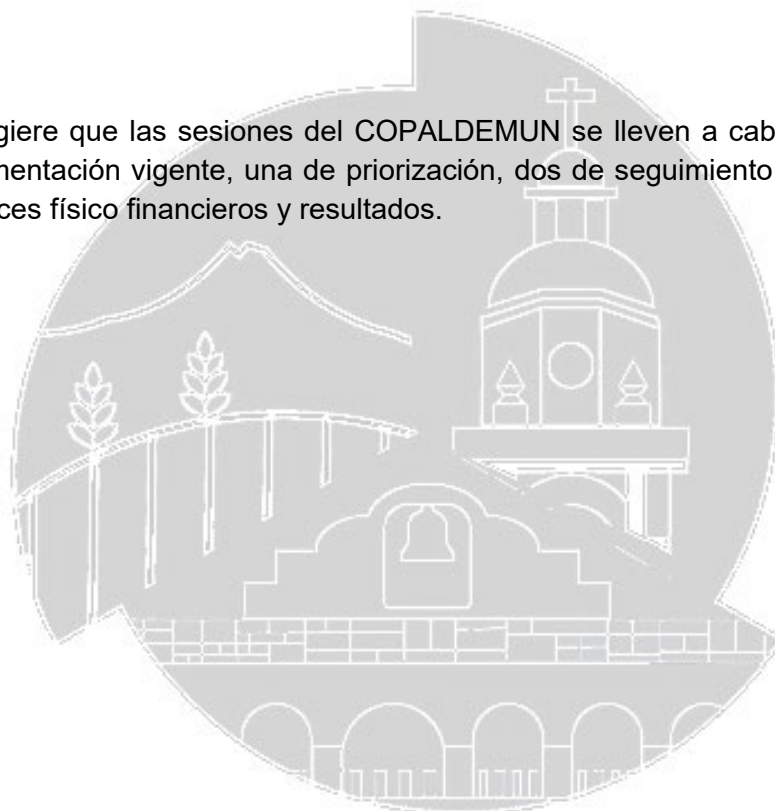 giere que las sesiones del COPALDEMUN se lleven a cab
mentación vigente, una de priorización, dos de seguimiento
ces físico financieros y resultados.